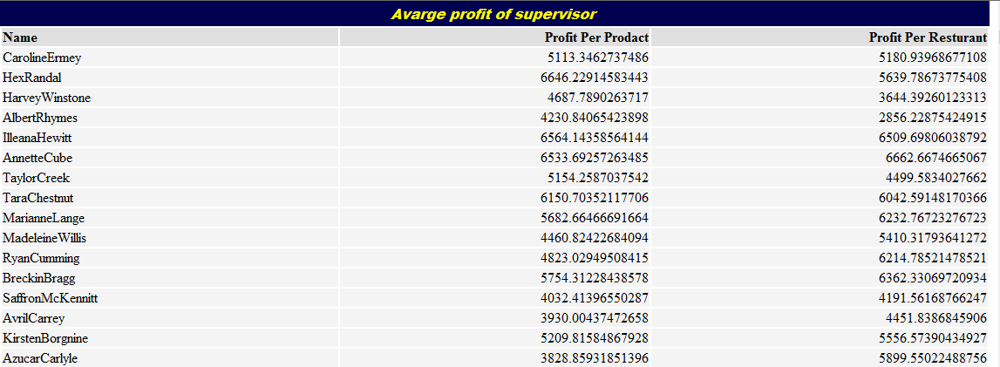 Avarge profit of supervisor
Name Profit Per Prodact Profit Per Resturant
CarolineErmey 5113.3462737486 5180.93968677108
HexRandal 6646.22914583443 5639.78673775408
HarveyWinstone 4687.7890263717 3644.39260123313
AlbertRhymes 4230.84065423898 2856.22875424915
IlleanaHewitt 6564.14358564144 6509.69806038792
AnnetteCube 6533.69257263485 6662.6674665067
TaylorCreek 5154.2587037542 4499.5834027662
TaraChestnut 6150.70352117706 6042.59148170366
MarianneLange 5682.66466691664 6232.76723276723
MadeleineWillis 4460.82422684094 5410.31793641272
RyanCumming 4823.02949508415 6214.78521478521
BreckinBragg 5754.31228438578 6362.33069720934
SaffronMcKennitt 4032.41396550287 4191.56168766247
AvrilCarrey 3930.00437472658 4451.8386845906
KirstenBorgnine 5209.81584867928 5556.57390434927
AzucarCarlyle 3828.85931851396 5899.55022488756